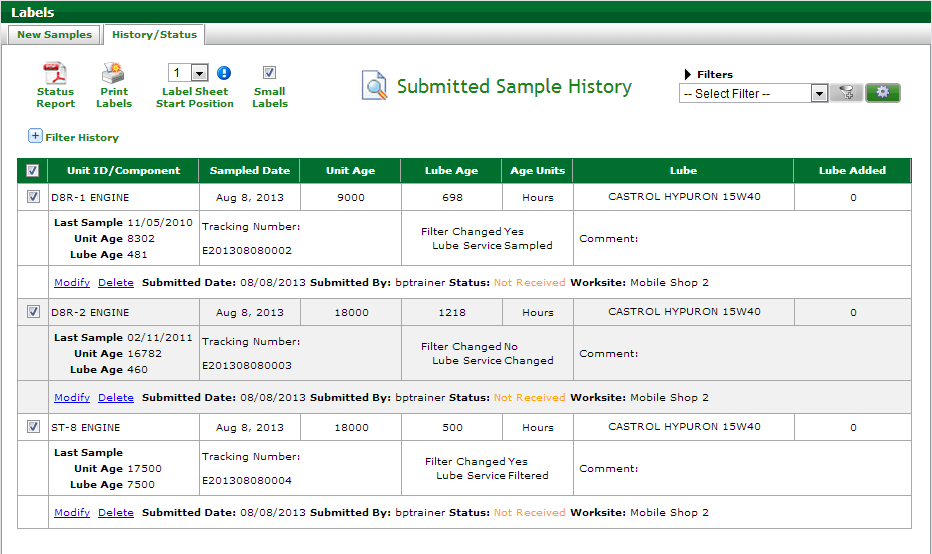 Labels
New Samples History/Status
Status Report
Print Labels
1
Label Sheet Start Position
Small Labels
Submitted Sample History
Filters
-- Select Filter --
Filter History
Unit ID/Component Sampled Date Unit Age Lube Age Age Units Lube Lube Added
D8R-1 ENGINE Aug 8, 2013 9000 698 Hours CASTROL HYPURON 15W40 0
Last Sample 11/05/2010
Unit Age 8302
Lube Age 481
Tracking Number:
E201308080002
Filter Changed Yes
Lube Service Sampled
Comment:
Modify Delete Submitted Date: 08/08/2013 Submitted By: bptrainer Status: Not Received Worksite: Mobile Shop 2
D8R-2 ENGINE Aug 8, 2013 18000 1218 Hours CASTROL HYPURON 15W40 0
Last Sample 02/11/2011
Unit Age 16782
Lube Age 460
Tracking Number:
E201308080003
Filter Changed No
Lube Service Changed
Comment:
Modify Delete Submitted Date: 08/08/2013 Submitted By: bptrainer Status: Not Received Worksite: Mobile Shop 2
ST-8 ENGINE Aug 8, 2013 18000 500 Hours CASTROL HYPURON 15W40 0
Last Sample
Unit Age 17500
Lube Age 7500
Tracking Number:
E201308080004
Filter Changed Yes
Lube Service Filtered
Comment:
Modify Delete Submitted Date: 08/08/2013 Submitted By: bptrainer Status: Not Received Worksite: Mobile Shop 2